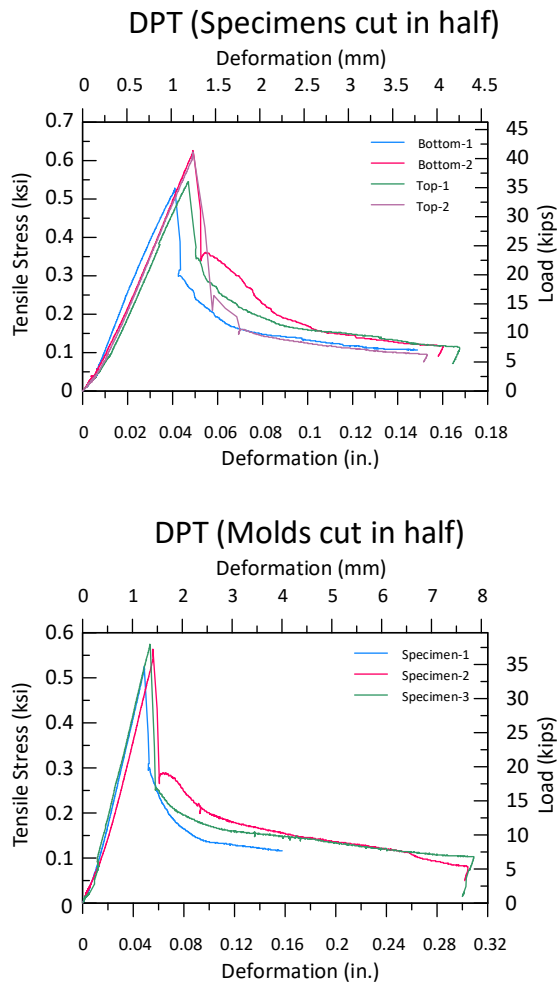 DPT (Specimens cut in half)
Deformation (mm)
0 0.5 1 1.5 2 2.5 3 3.5 4 4.5
Tensile Stress (ksi)
0.7
0.6
0.5
0.4
0.3
0.2
0.1
0
Bottom-1
Bottom-2
Top-1
Top-2
45
40
35
30
25
20
15
10
5
0
Load (kips)
0 0.02 0.04 0.06 0.08 0.1 0.12 0.14 0.16 0.18
Deformation (in.)
DPT (Molds cut in half)
Deformation (mm)
0 1 2 3 4 5 6 7 8
Tensile Stress (ksi)
0.6
0.5
0.4
0.3
0.2
0.1
0
Specimen-1
Specimen-2
Specimen-3
35
30
25
20
15
10
5
0
Load (kips)
0 0.04 0.08 0.12 0.16 0.2 0.24 0.28 0.32
Deformation (in.)